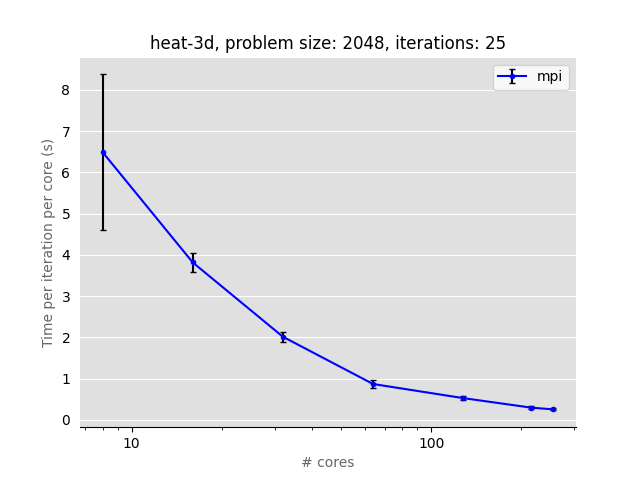 heat-3d, problem size: 2048, iterations: 25
mpi
8
7
6
5
4
3
2
1
0
Time per iteration per core (s)
10 100
# cores